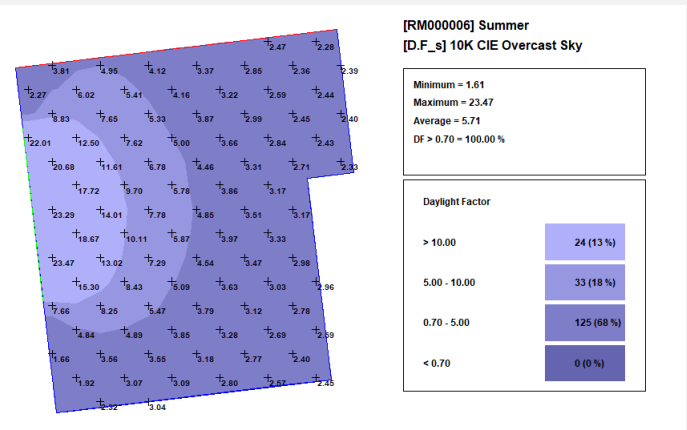 [RM000006] Summer
[D.F_s] 10K CIE Overcast Sky
2.47 2.28
3.81 4.95 4.12 3.37 2.85 2.36 2.39
2.27 6.02 5.41 4.16 3.22 2.59 2.44
8.83 7.65 5.33 3.87 2.99 2.45 2.40
22.01 12.50 7.62 5.00 3.66 2.84 2.43
20.68 11.61 6.78 4.46 3.31 2.71 2.33
17.72 9.70 5.78 3.86 3.17
23.29 14.01 7.78 4.85 3.51 3.17
18.67 10.11 5.87 3.97 3.33
23.47 13.02 7.29 4.54 3.47 2.98
15.30 8.43 5.09 3.63 3.03 2.96
7.66 8.25 5.47 3.79 3.12 2.78
4.84 4.89 3.85 3.28 2.69 2.59
1.66 3.56 3.55 3.18 2.77 2.40
1.92 3.07 3.09 2.80 2.57 2.45
2.32 3.04
Minimum = 1.61
Maximum = 23.47
Average = 5.71
DF > 0.70 = 100.00 %
Daylight Factor
> 10.00 24 (13 %)
5.00 - 10.00 33 (18 %)
0.70 - 5.00 125 (68 %)
< 0.70 0 (0 %)